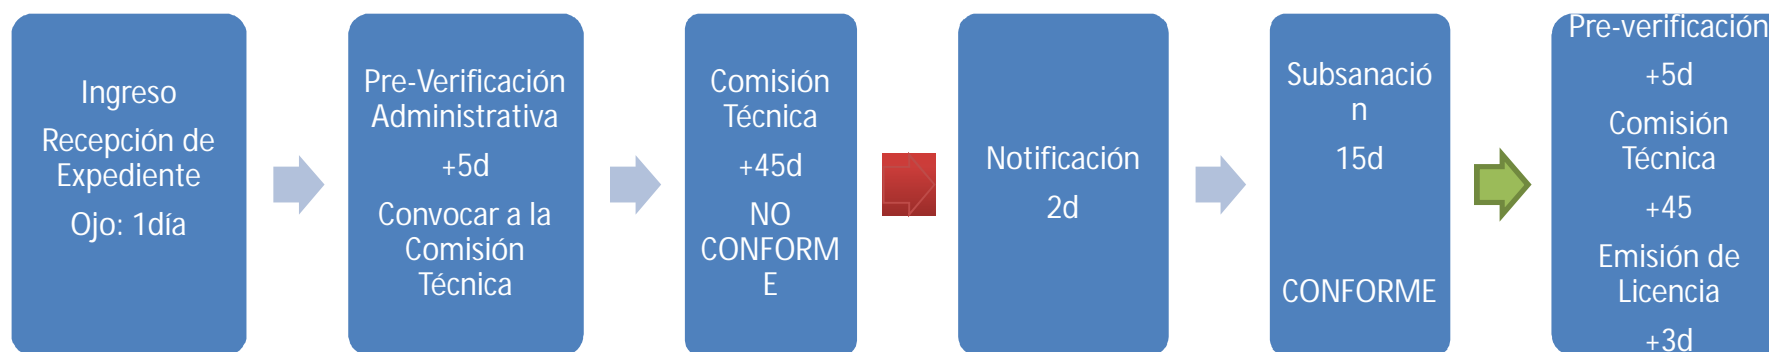 Ingreso
Recepción de
Expediente
Ojo: 1día
Pre-Verificación
Administrativa
+5d
Convocar a la
Comisión
Técnica
Comisión
Técnica
+45d
NO
CONFORM
E
Notificación
2d
Subsanació
n
15d
CONFORME
Pre-verificación
+5d
Comisión
Técnica
+45
Emisión de
Licencia
+3d